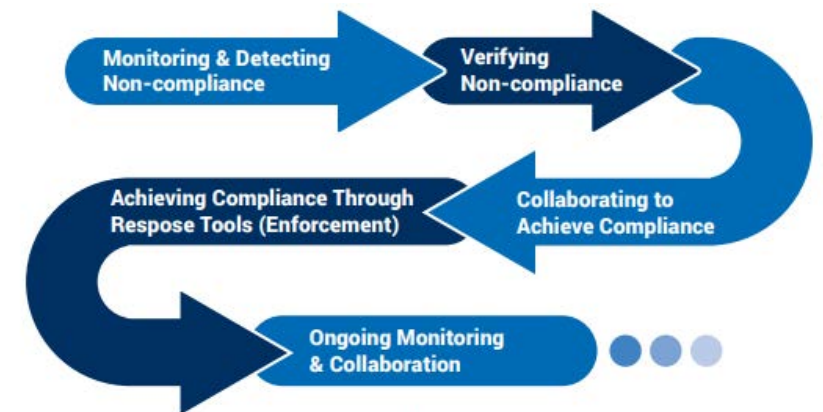 Monitoring & Detecting
Non-compliance
Verifying
Non-compliance
Collaborating to
Achieve Compliance
Achieving Compliance Through
Respose Tools (Enforcement)
Ongoing Monitoring
& Collaboration